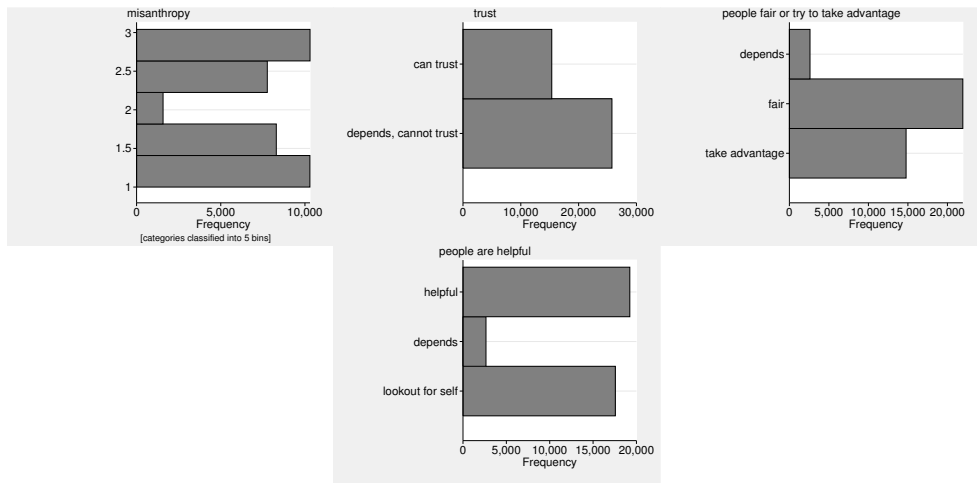 misanthropy
3
2.5
2
1.5
1
0 5,000 10,000
Frequency
[categories classified into 5 bins]
trust
can trust
depends, cannot trust
0 10,000 20,000 30,000
Frequency
people fair or try to take advantage
depends
fair
take advantage
0 5,000 10,000 15,000 20,000
Frequency
people are helpful
helpful
depends
lookout for self
0 5,000 10,000 15,000 20,000
Frequency